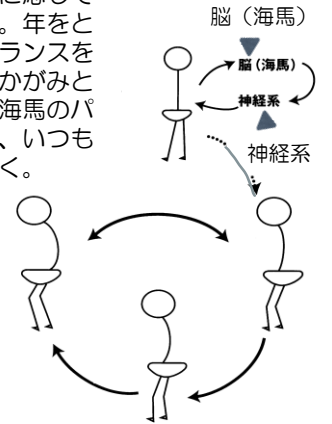 に応じて
。年をと
ランスを
かがみと
海馬のパ
、いつも
く。
脳（海馬）
脳（海馬）
神経系
神経系